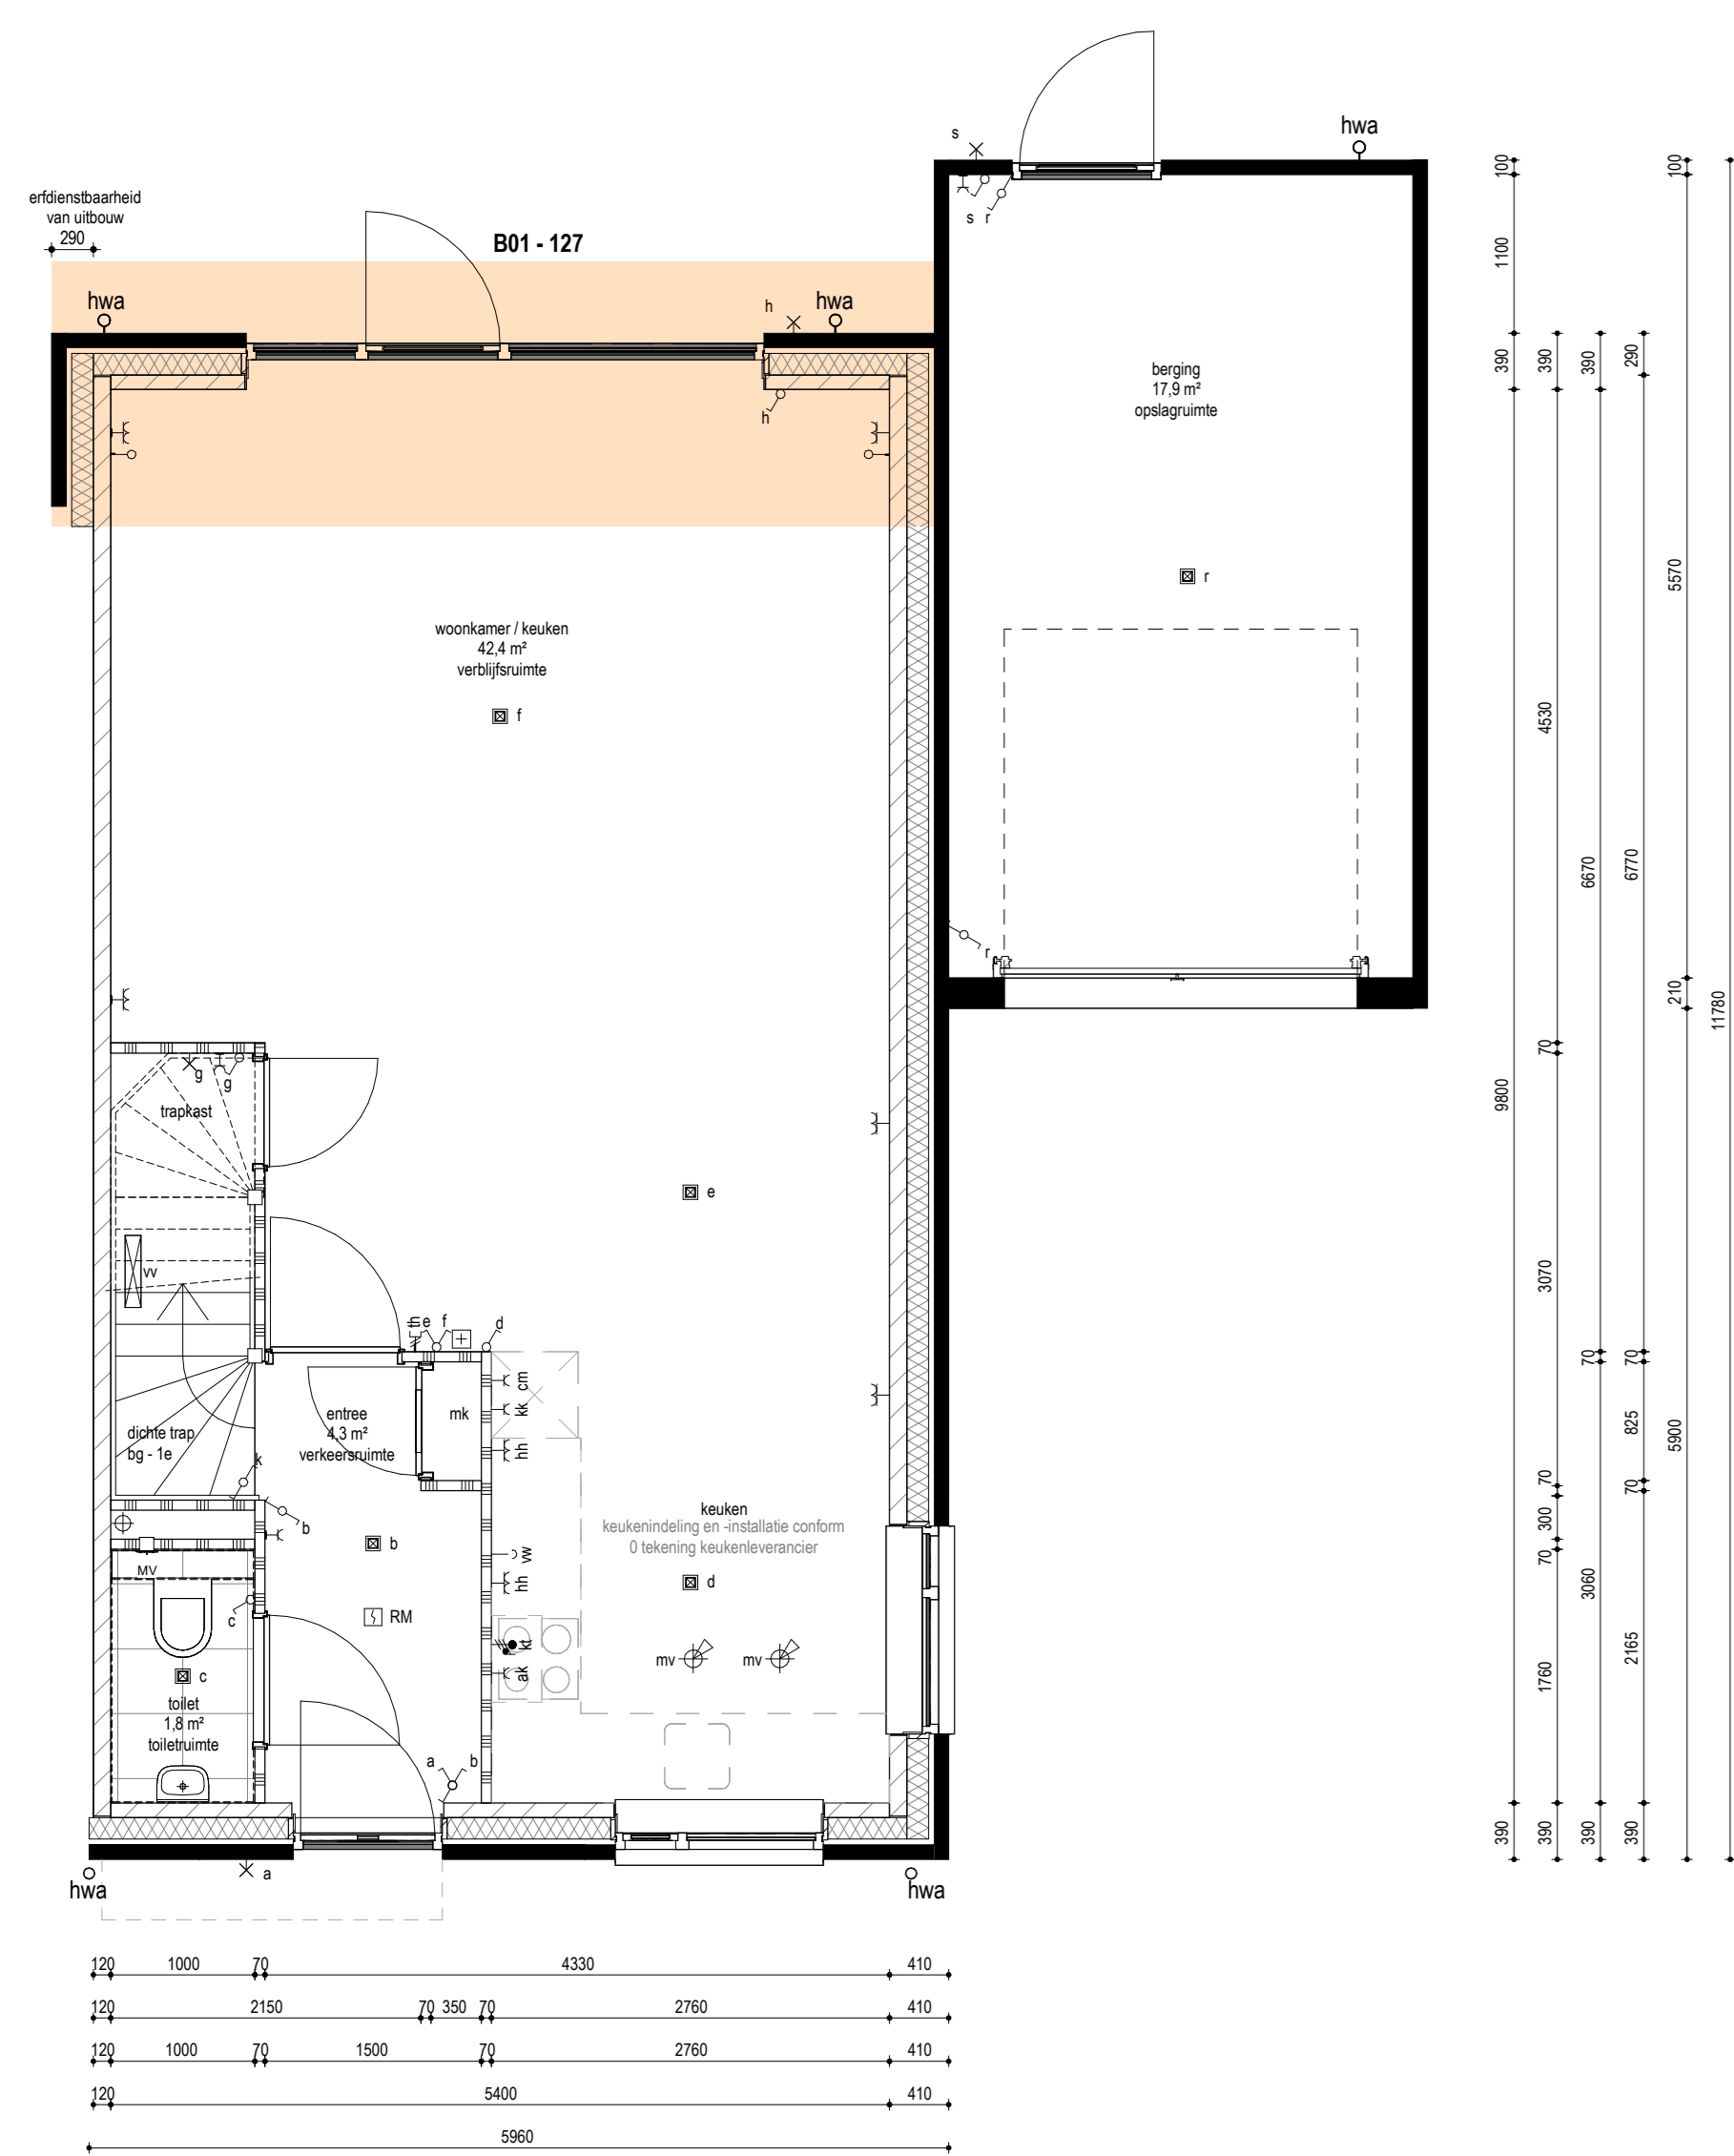 hwa
s
s r
erfdienstbaarheid
van uitbouw
290
B01 - 127
hwa
h
hwa
h
berging
17,9 m²
opslagruimte
r
r
woonkamer / keuken
42,4 m²
verblijfsruimte
f
g
g
trapkast
e
vv
th
e
f
d
cm
kk
hh
mk
entree
4,3 m²
verkeersruimte
dichte trap
bg - 1e
k
b
b
keuken
keukenindeling en -installatie conform
0 tekening keukenleverancier
d
vw
hh
MV
c
RM
kt
ak
mv
mv
c
toilet
1,8 m²
toiletruimte
a
b
hwa
a
hwa
120 1000 70 4330 410
120 2150 70 350 70 2760 410
120 1000 70 1500 70 2760 410
120 5400 410
5960
100
1100
390
9800
390
390
4530
70
3070
70
300
70
1760
390
390
6670
70
3060
390
290
6770
70
825
70
2165
390
100
5570
210
5900
11780